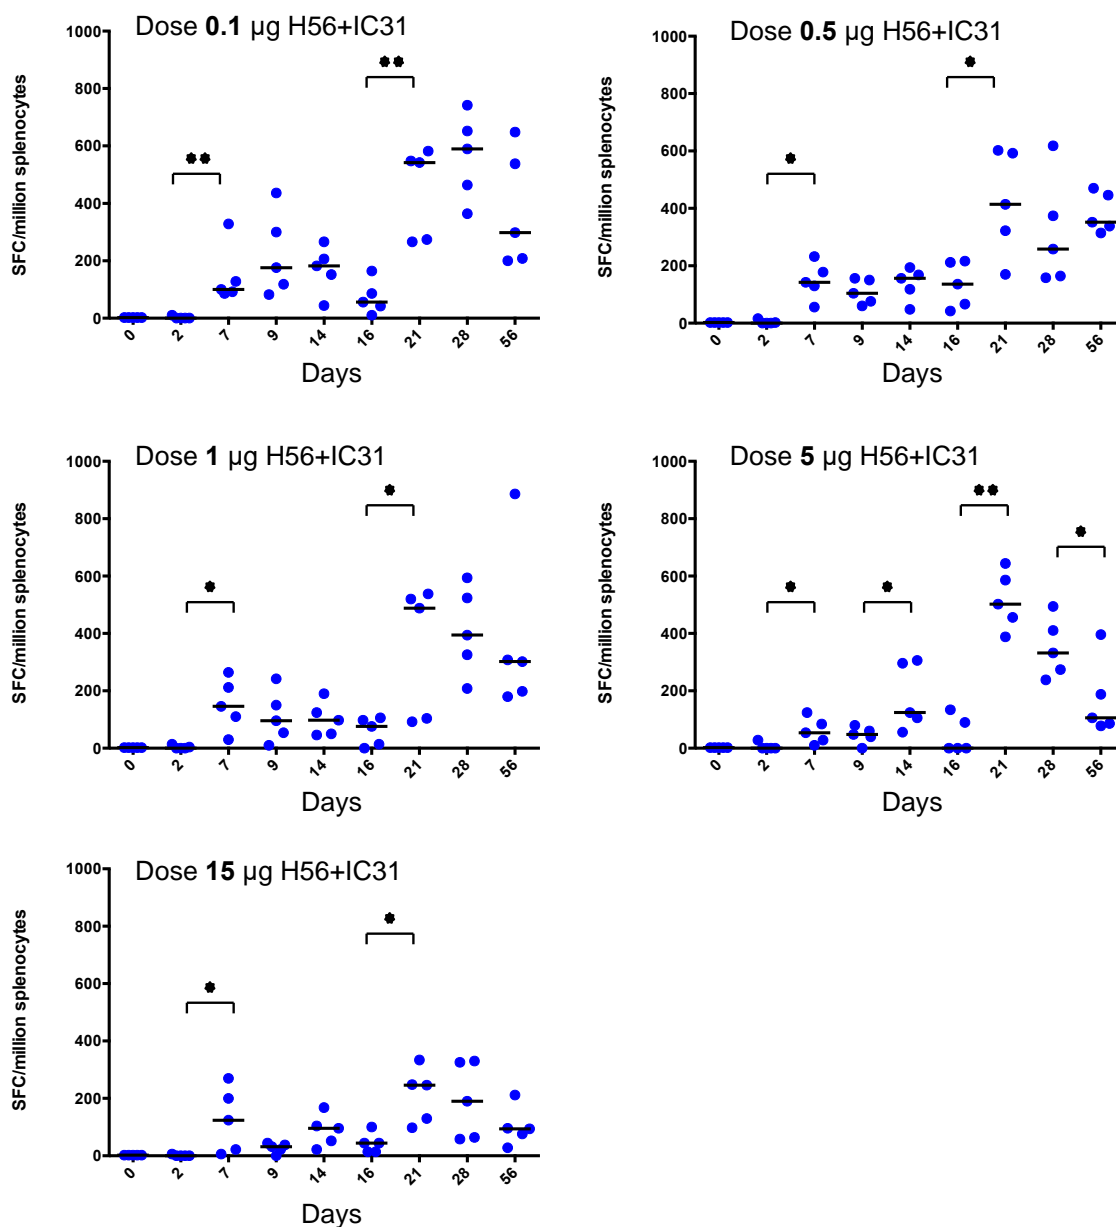 Dose 0.1 µg H56+IC31
SFC/million splenocytes
1000
800
600
400
200
0
**
**
0 2 7 9 14 16 21 28 56
Days
Dose 0.5 µg H56+IC31
SFC/million splenocytes
1000
800
600
400
200
0
*
*
0 2 7 9 14 16 21 28 56
Days
Dose 1 µg H56+IC31
SFC/million splenocytes
1000
800
600
400
200
0
*
*
0 2 7 9 14 16 21 28 56
Days
Dose 5 µg H56+IC31
SFC/million splenocytes
1000
800
600
400
200
0
*
*
**
*
0 2 7 9 14 16 21 28 56
Days
Dose 15 µg H56+IC31
SFC/million splenocytes
1000
800
600
400
200
0
*
*
0 2 7 9 14 16 21 28 56
Days